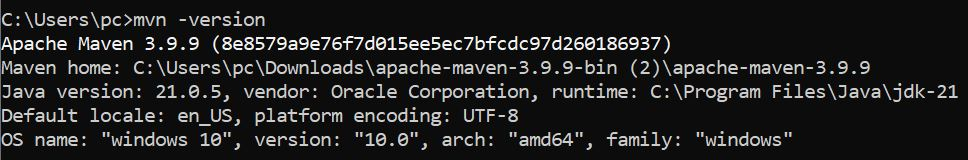 C:\Users\pc>mvn -version
Apache Maven 3.9.9 (8e8579a9e76f7d015ee5ec7bfcdc97d260186937)
Maven home: C:\Users\pc\Downloads\apache-maven-3.9.9-bin (2)\apache-maven-3.9.9
Java version: 21.0.5, vendor: Oracle Corporation, runtime: C:\Program Files\Java\jdk-21
Default locale: en_US, platform encoding: UTF-8
OS name: "windows 10", version: "10.0", arch: "amd64", family: "windows"